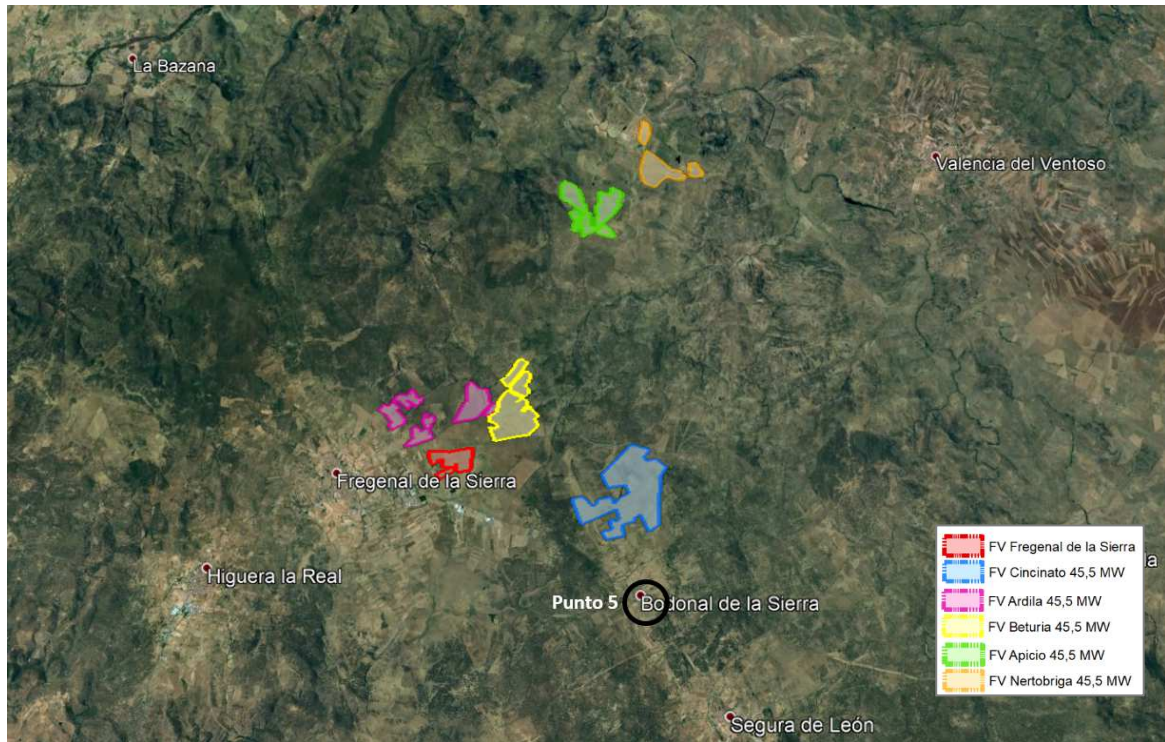 La Bazana
Valencia del Ventoso
Fregenal de la Sierra
Higuera la Real
Punto 5
Bodonal de la Sierra
Segura de León
FV Fregenal de la Sierra
FV Cincinato 45,5 MW
FV Ardila 45,5 MW
FV Beturia 45,5 MW
FV Apicio 45,5 MW
FV Nertobriga 45,5 MW